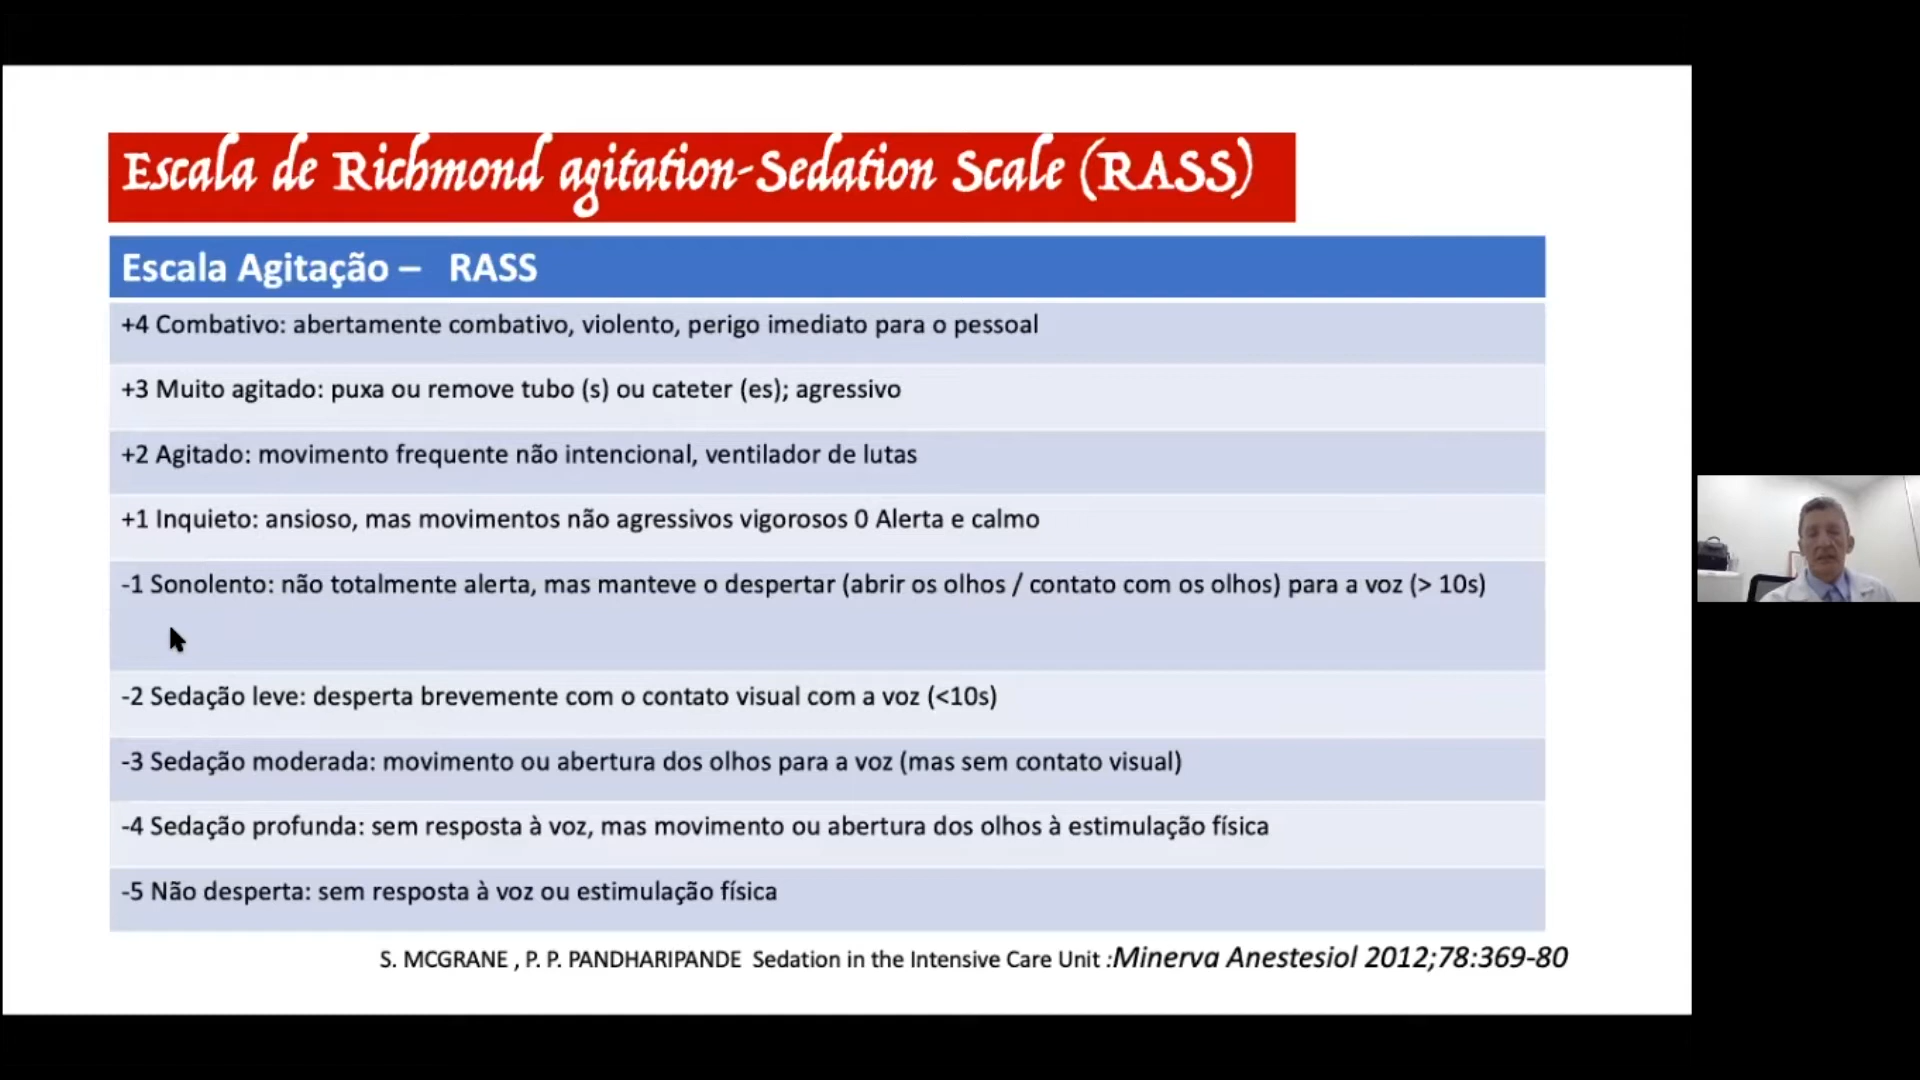 Escala de Richmond agitation-Sedation Scale (RASS)
Escala Agitação – RASS
+4 Combativo: abertamente combativo, violento, perigo imediato para o pessoal
+3 Muito agitado: puxa ou remove tubo (s) ou cateter (es); agressivo
+2 Agitado: movimento frequente não intencional, ventilador de lutas
+1 Inquieto: ansioso, mas movimentos não agressivos vigorosos 0 Alerta e calmo
-1 Sonolento: não totalmente alerta, mas manteve o despertar (abrir os olhos / contato com os olhos) para a voz (> 10s)
-2 Sedação leve: desperta brevemente com o contato visual com a voz (<10s)
-3 Sedação moderada: movimento ou abertura dos olhos para a voz (mas sem contato visual)
-4 Sedação profunda: sem resposta à voz, mas movimento ou abertura dos olhos à estimulação física
-5 Não desperta: sem resposta à voz ou estimulação física
S. MCGRANE , P. P. PANDHARIPANDE Sedation in the Intensive Care Unit :Minerva Anestesiol 2012;78:369-80